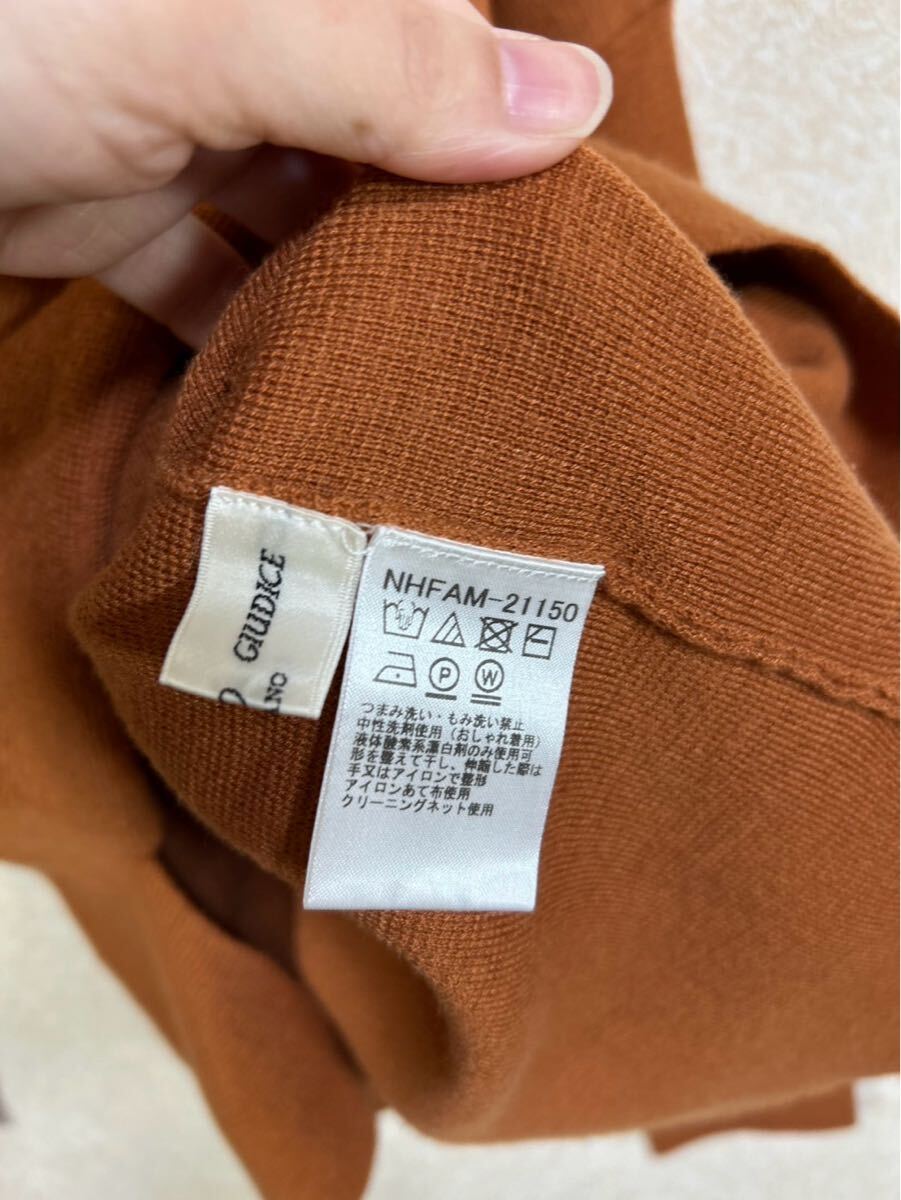 GIUDICE
NHFAM-21150
P
W
つまみ洗い・もみ洗い禁止
中性洗剤使用（おしゃれ着用）
液体酸素系漂白剤のみ使用可
形を整えて干し、伸縮した際は
手又はアイロンで整形
アイロンあて布使用
クリーニングネット使用